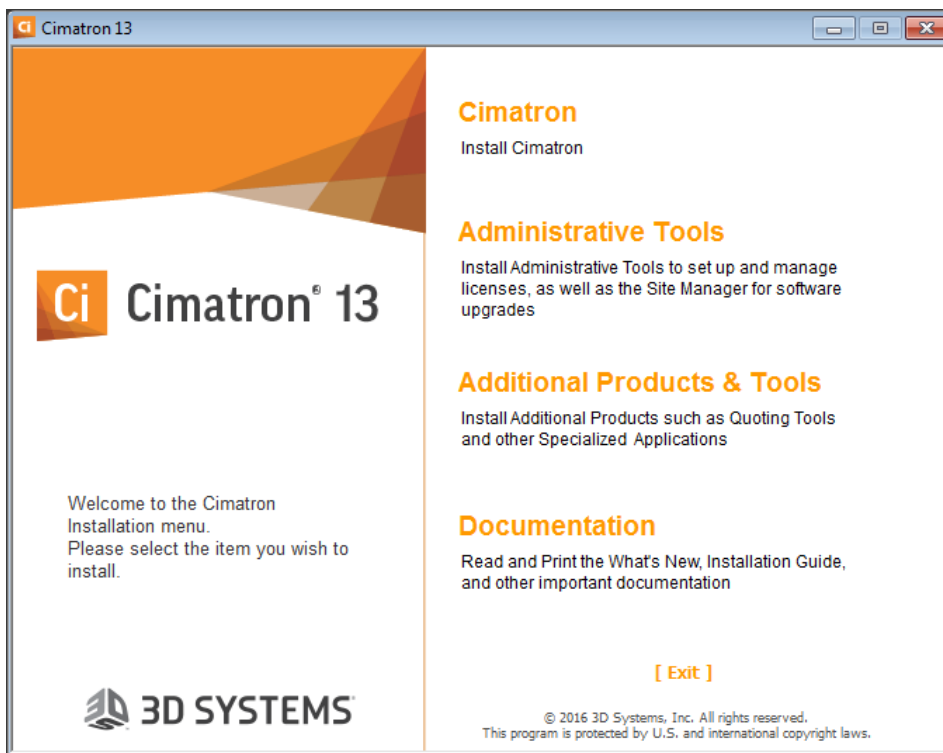 Cimatron 13
Cimatron
Install Cimatron
Administrative Tools
Install Administrative Tools to set up and manage
licenses, as well as the Site Manager for software
upgrades
Ci Cimatron® 13
Additional Products & Tools
Install Additional Products such as Quoting Tools
and other Specialized Applications
Welcome to the Cimatron
Installation menu.
Please select the item you wish to
install.
Documentation
Read and Print the What's New, Installation Guide,
and other important documentation
[ Exit ]
3D SYSTEMS
© 2016 3D Systems, Inc. All rights reserved.
This program is protected by U.S. and international copyright laws.